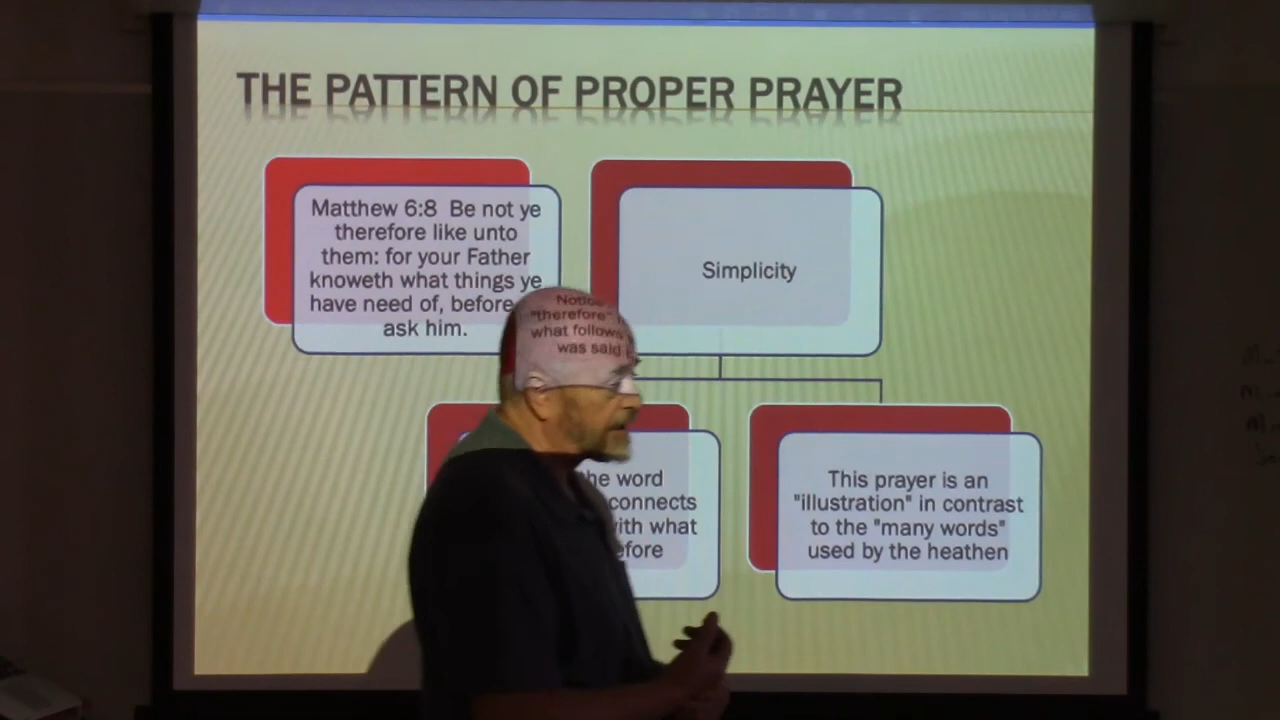 THE PATTERN OF PROPER PRAYER
Matthew 6:8 Be not ye
therefore like unto
them: for your Father
knoweth what things ye
have need of, before
ask him.
Simplicity
Notice
"therefore"
what follows
was said
the word
connects
with what
before
This prayer is an
"illustration" in contrast
to the "many words"
used by the heathen